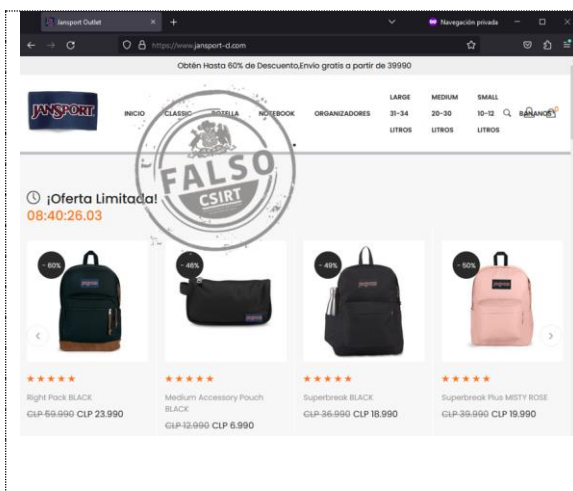 Jansport Outlet
Navegación privada
https://www.jansport-d.com
Obtén Hasta 60% de Descuento,Envío gratis a partir de 39990
JANSPORT
INICIO
CLASSIC
BOTELLA
NOTEBOOK
ORGANIZADORES
LARGE
31-34
LITROS
MEDIUM
20-30
LITROS
SMALL
10-12
LITROS
BANANOS
0
FALSO
CSIRT
¡Oferta Limitada!
08:40:26.03
- 60%
- 46%
- 49%
- 50%
Right Pack BLACK
CLP 59.990 CLP 23.990
Medium Accessory Pouch
BLACK
CLP 12.990 CLP 6.990
Superbreak BLACK
CLP 36.990 CLP 18.990
Superbreak Plus MISTY ROSE
CLP 39.990 CLP 19.990